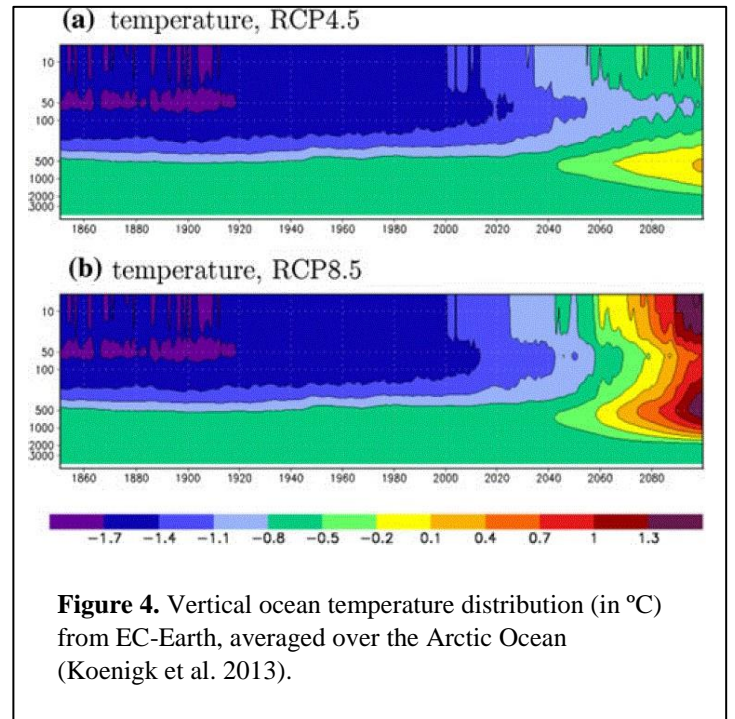 (a) temperature, RCP4.5
10
50
100
500
1000
2000
3000
1860 1880 1900 1920 1940 1960 1980 2000 2020 2040 2060 2080
(b) temperature, RCP8.5
10
50
100
500
1000
2000
3000
1860 1880 1900 1920 1940 1960 1980 2000 2020 2040 2060 2080
−1.7 −1.4 −1.1 −0.8 −0.5 −0.2 0.1 0.4 0.7 1 1.3
Figure 4. Vertical ocean temperature distribution (in ºC)
from EC-Earth, averaged over the Arctic Ocean
(Koenigk et al. 2013).